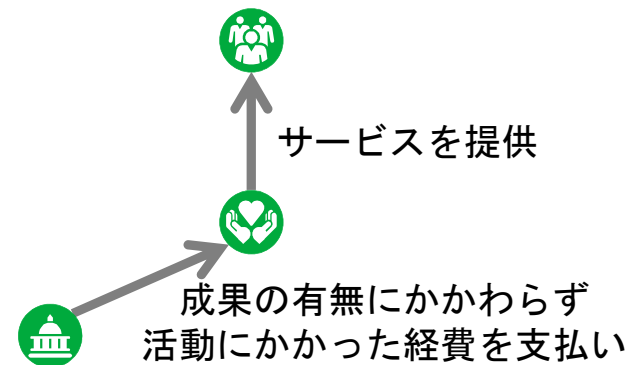 サービスを提供
成果の有無にかかわらず
活動にかかった経費を支払い